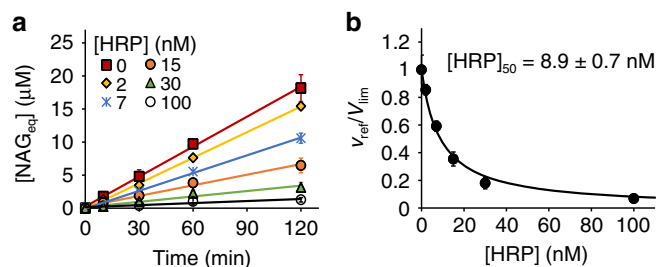 a
[HRP] (nM)
0 15
2 30
7 100
[NAGeq] (μM)
25
20
15
10
5
0
0 30 60 90 120
Time (min)
b
[HRP]50 = 8.9 ± 0.7 nM
vref/Vlim
1.2
1
0.8
0.6
0.4
0.2
0
0 20 40 60 80 100
[HRP] (nM)